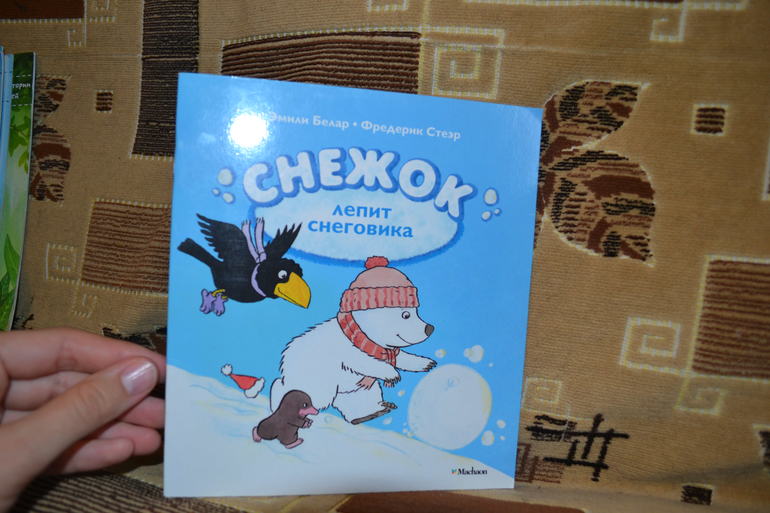 Эмили Белар • Фредерик Стеэр
СНЕЖОК
лепит
снеговика
Machaon